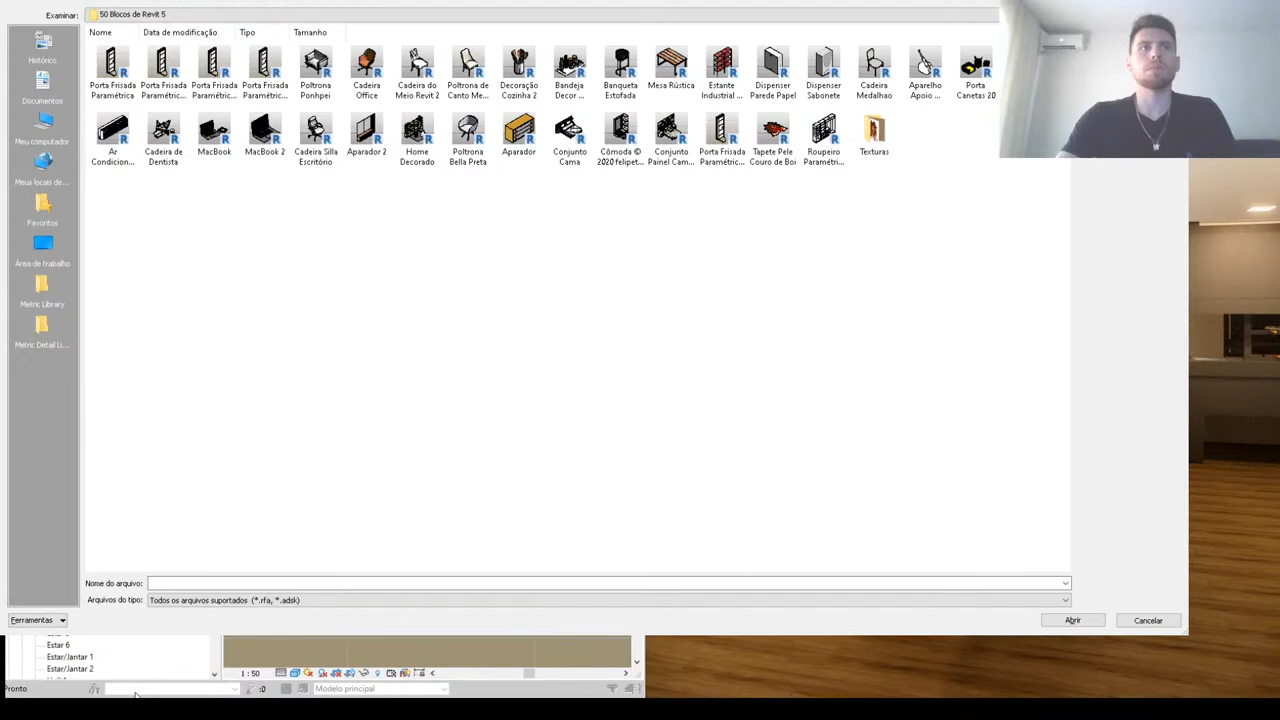 Examinar: 50 Blocos de Revit 5
Nome Data de modificação Tipo Tamanho
Histórico
Documentos
Meu computador
Meus locais de...
Favoritos
Área de trabalho
Metric Library
Metric Detail Li...
Porta Frisada Paramétrica
Porta Frisada Paramétric...
Porta Frisada Paramétric...
Porta Frisada Paramétric...
Poltrona Ponhpei
Cadeira Office
Cadeira do Meio Revit 2
Poltrona de Canto Me...
Decoração Cozinha 2
Bandeja Decor ...
Banqueta Estofada
Mesa Rústica
Estante Industrial ...
Dispenser Parede Papel
Dispenser Sabonete
Cadeira Medalhao
Aparelho Apoio ...
Porta Canetas 20
Ar Condicion...
Cadeira de Dentista
MacBook
MacBook 2
Cadeira Silla Escritório
Aparador 2
Home Decorado
Poltrona Bella Preta
Aparador
Conjunto Cama
Cômoda © 2020 felipet...
Conjunto Painel Cam...
Porta Frisada Paramétric...
Tapete Pele Couro de Boi
Roupeiro Paramétri...
Texturas
Nome do arquivo:
Arquivos do tipo: Todos os arquivos suportados (*.rfa, *.adsk)
Ferramentas Abrir Cancelar
Estar 6
Estar/Jantar 1
Estar/Jantar 2
1 : 50
Pronto :0 Modelo principal